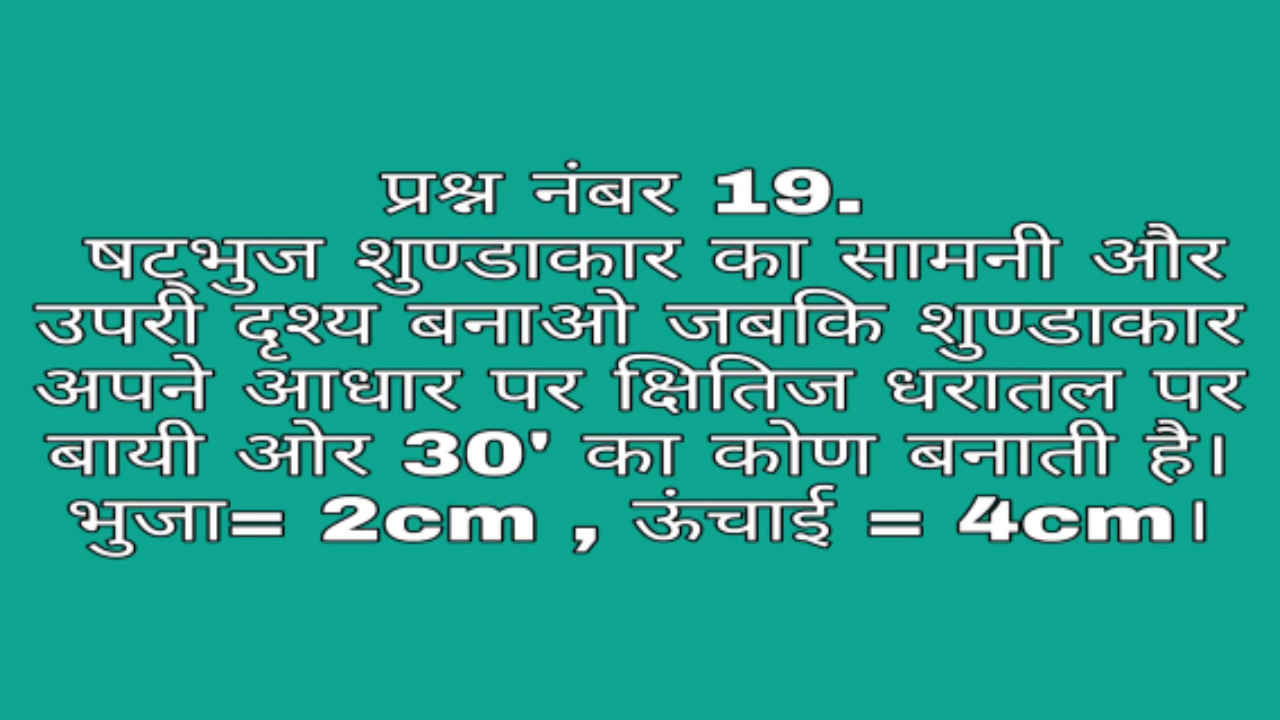 प्रश्न नंबर 19.
षट्भुज शुण्डाकार का सामनी और
उपरी दृश्य बनाओ जबकि शुण्डाकार
अपने आधार पर क्षितिज धरातल पर
बायी ओर 30' का कोण बनाती है।
भुजा= 2cm , ऊंचाई = 4cm।